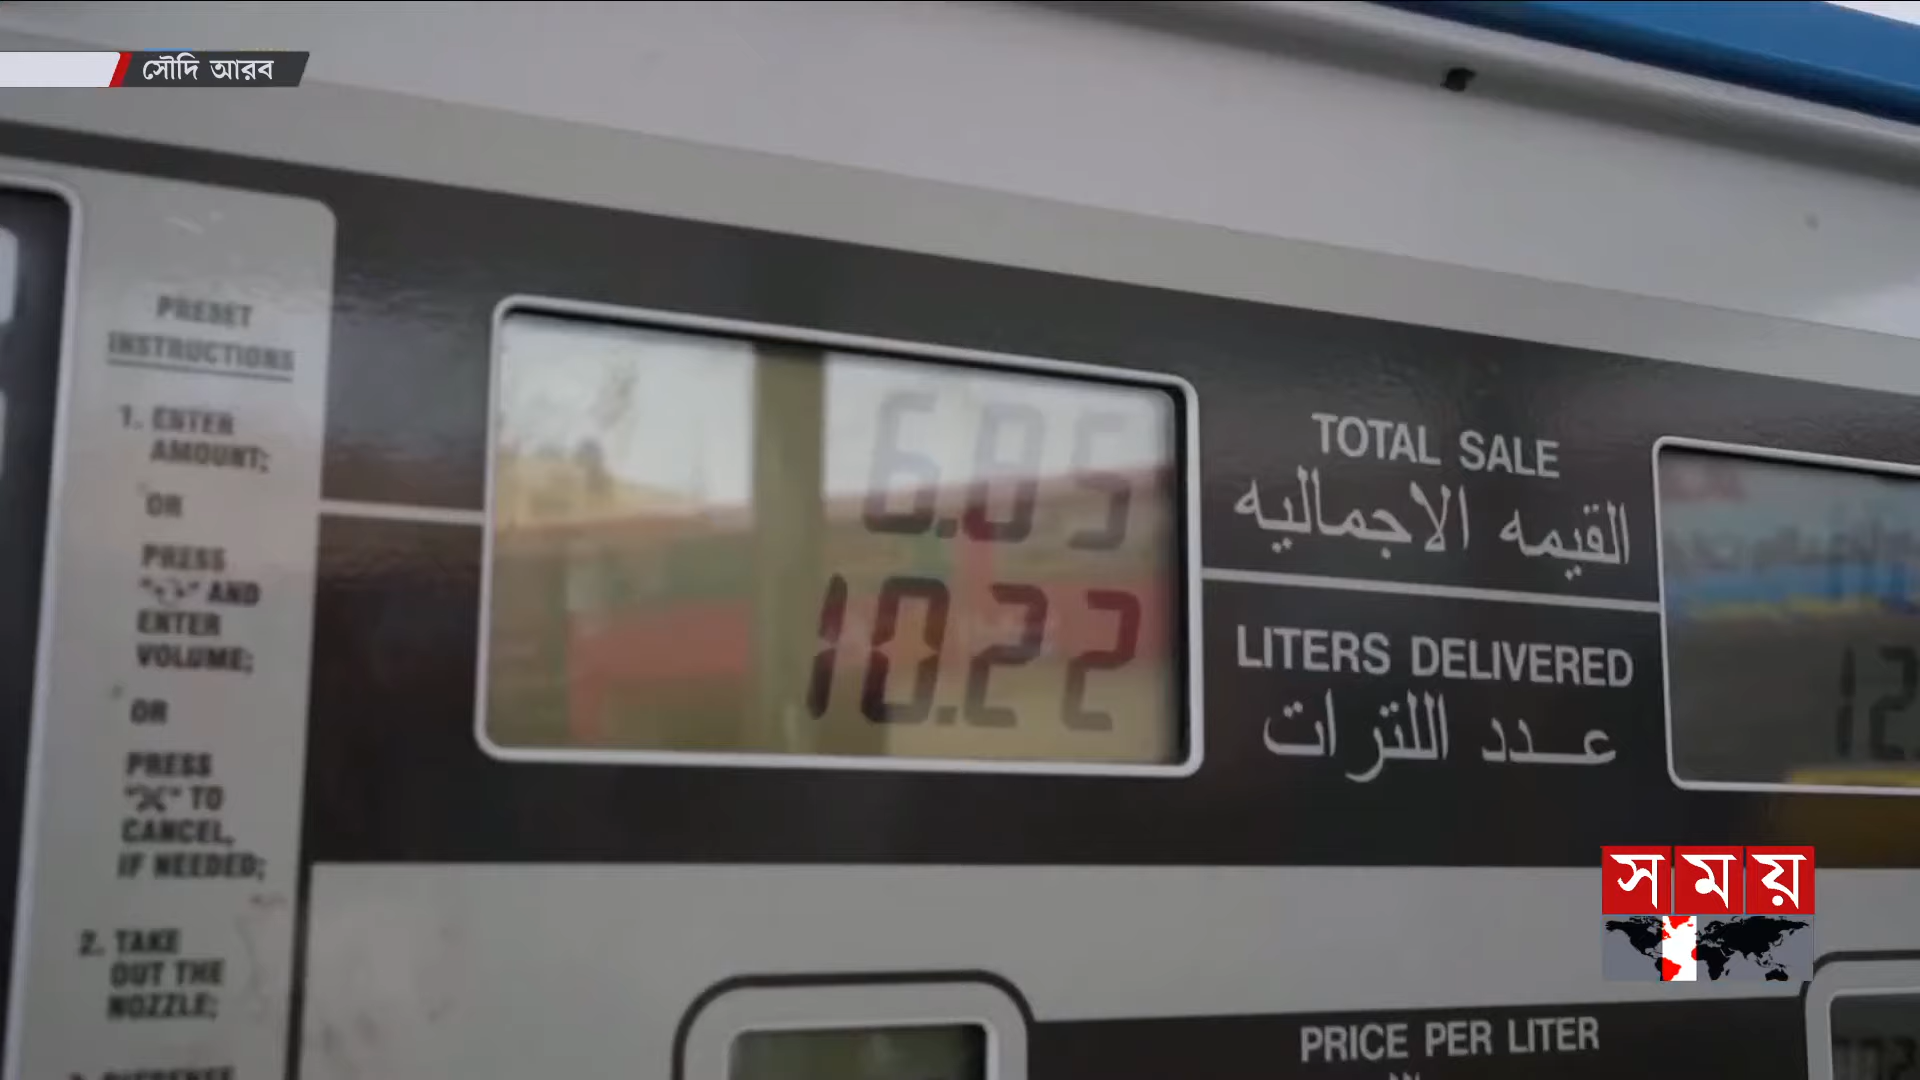 সৌদি আরব
PRESET
INSTRUCTIONS
1. ENTER
AMOUNT;
OR
PRESS
AND
ENTER
VOLUME;
OR
PRESS
TO
CANCEL,
IF NEEDED;
2. TAKE
OUT THE
NOZZLE;
6.05
10.22
TOTAL SALE
القيمه الاجماليه
LITERS DELIVERED
عدد اللترات
12
সময়
PRICE PER LITER